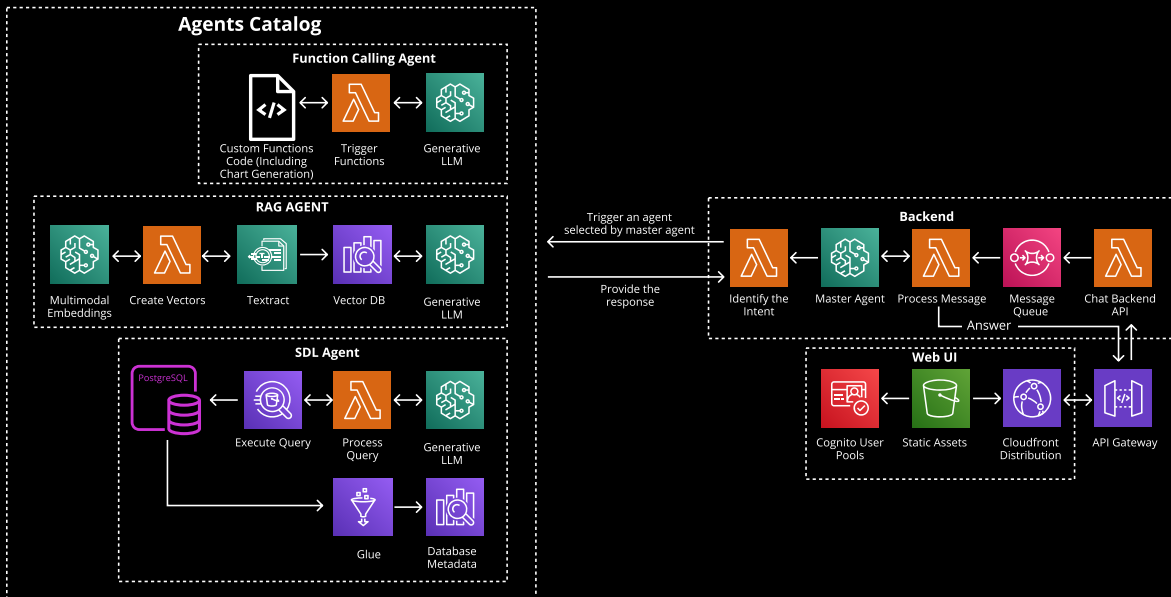 Agents Catalog
Function Calling Agent
</>
Custom Functions
Code (Including
Chart Generation)
Trigger
Functions
Generative
LLM
RAG AGENT
Multimodal
Embeddings
Create Vectors
Textract
Vector DB
Generative
LLM
SDL Agent
PostgreSQL
Execute Query
Process
Query
Generative
LLM
Glue
Database
Metadata
Trigger an agent
selected by master agent
Provide the
response
Backend
Identify the
Intent
Master Agent
Process Message
Message
Queue
Chat Backend
API
Answer
Web UI
Cognito User
Pools
Static Assets
Cloudfront
Distribution
</>
API Gateway